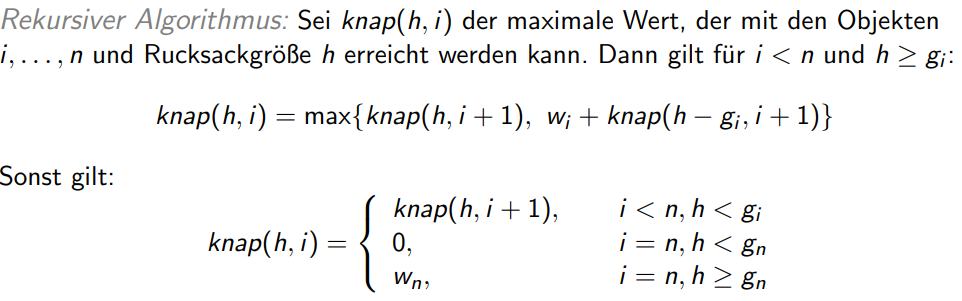 Rekursiver Algorithmus: Sei knap(h, i) der maximale Wert, der mit den Objekten
i, . . . , n und Rucksackgröße h erreicht werden kann. Dann gilt für i < n und h ≥ gᵢ:
knap(h, i) = max{knap(h, i + 1), wᵢ + knap(h − gᵢ, i + 1)}
Sonst gilt:
knap(h, i) = {
knap(h, i + 1), i < n, h < gᵢ
0, i = n, h < gₙ
wₙ, i = n, h ≥ gₙ